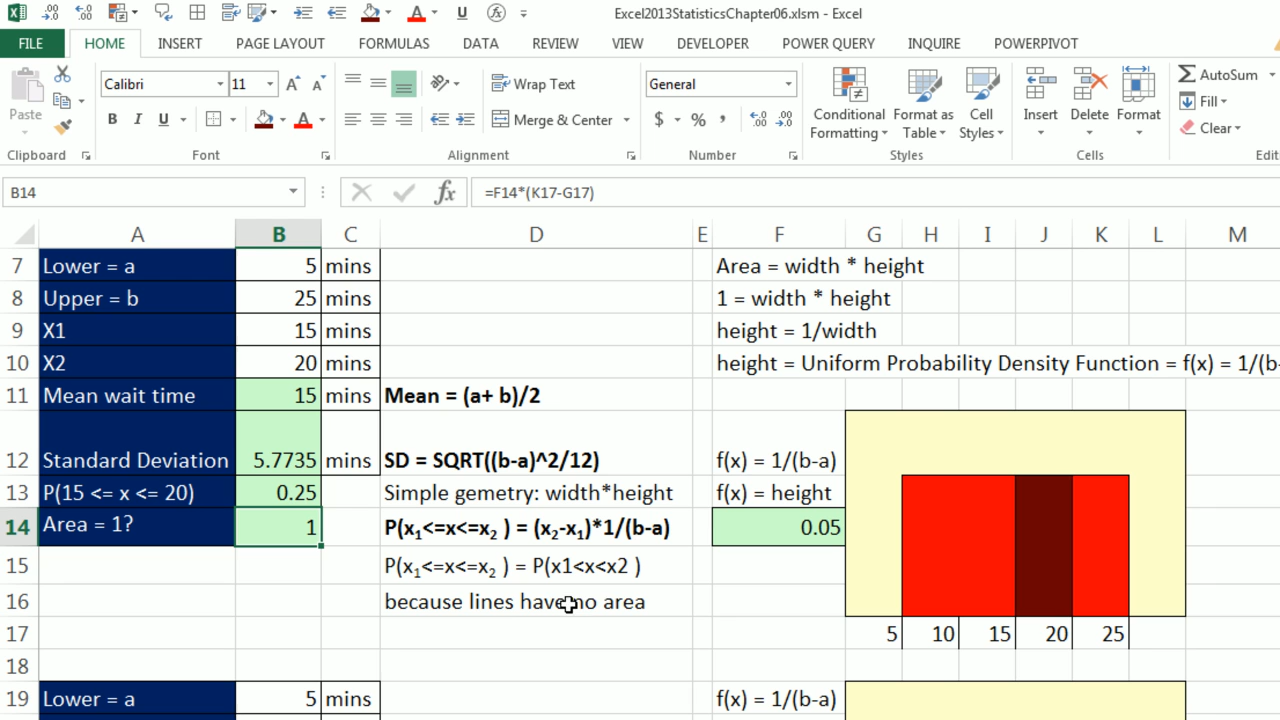 Excel2013StatisticsChapter06.xlsm - Excel
FILE HOME INSERT PAGE LAYOUT FORMULAS DATA REVIEW VIEW DEVELOPER POWER QUERY INQUIRE POWERPIVOT
Calibri 11 Wrap Text General AutoSum
Paste Fill
B I U Merge & Center $ % , Conditional Formatting Format as Table Cell Styles Insert Delete Format Clear
Clipboard Font Alignment Number Styles Cells
B14 fx =F14*(K17-G17)
A B C D E F G H I J K L M
7 Lower = a 5 mins Area = width * height
8 Upper = b 25 mins 1 = width * height
9 X1 15 mins height = 1/width
10 X2 20 mins height = Uniform Probability Density Function = f(x) = 1/(b-
11 Mean wait time 15 mins Mean = (a+ b)/2
12 Standard Deviation 5.7735 mins SD = SQRT((b-a)^2/12) f(x) = 1/(b-a)
13 P(15 <= x <= 20) 0.25 Simple gemetry: width*height f(x) = height
14 Area = 1? 1 P(x₁<=x<=x₂ ) = (x₂-x₁)*1/(b-a) 0.05
15 P(x₁<=x<=x₂ ) = P(x1<x<x2 )
16 because lines have no area
17 5 10 15 20 25
18
19 Lower = a 5 mins f(x) = 1/(b-a)